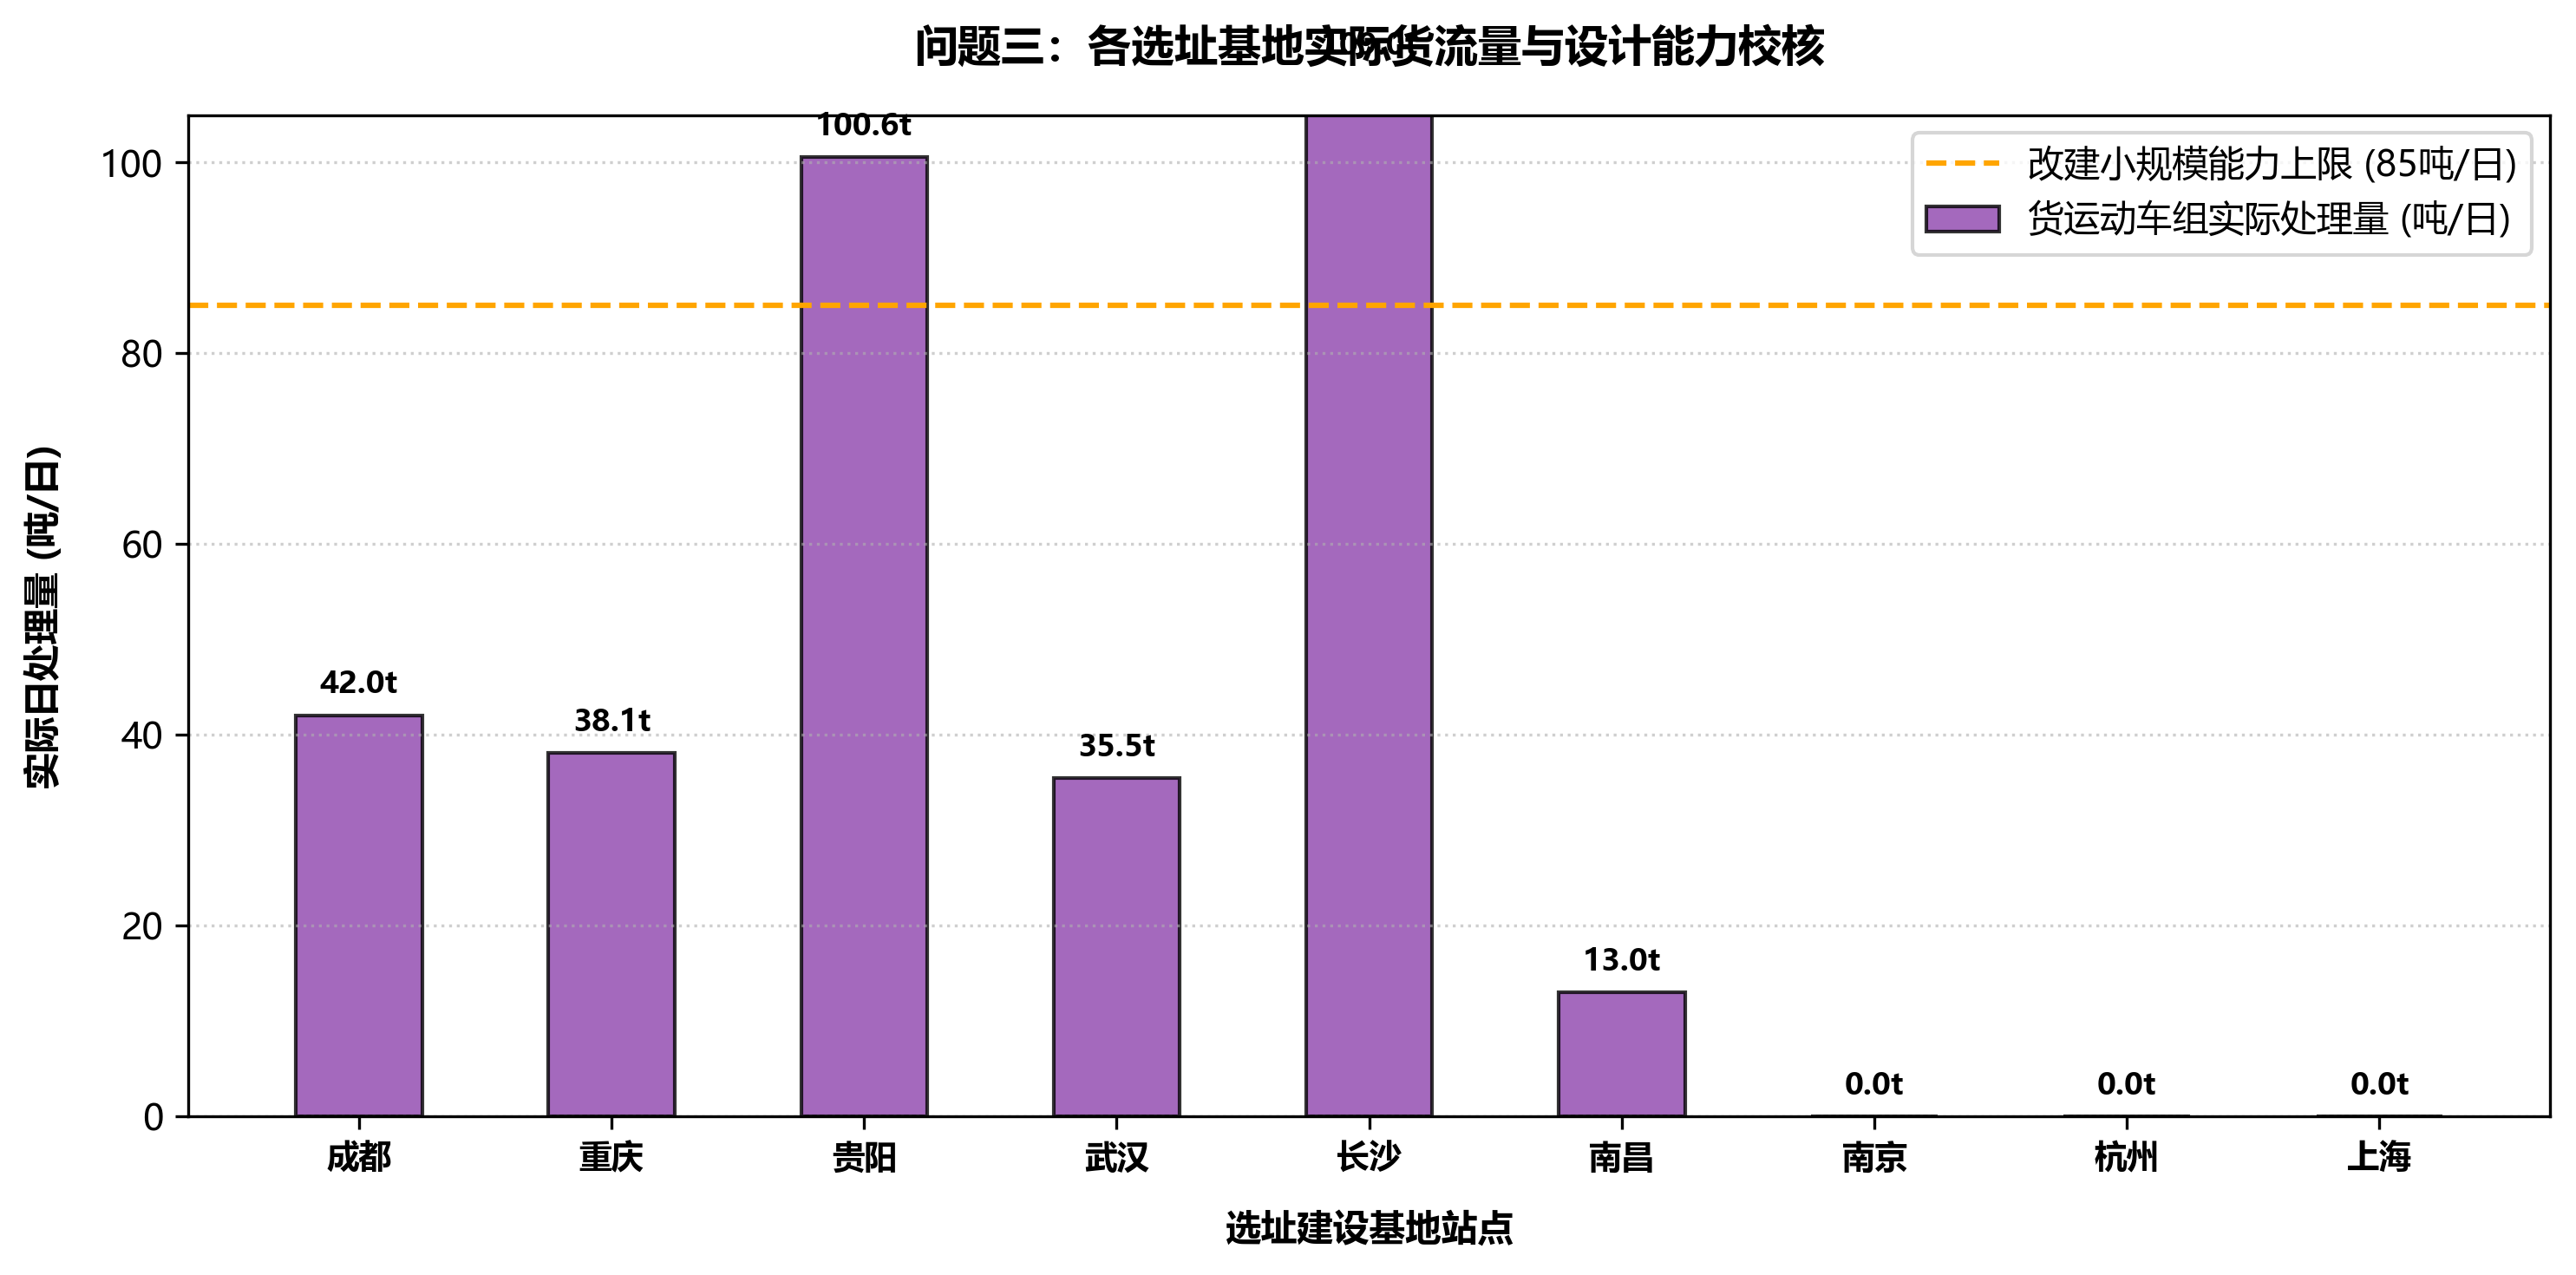 问题三：各选址基地实际货流量与设计能力校核
改建小规模能力上限 (85吨/日)
货运动车组实际处理量 (吨/日)
实际日处理量 (吨/日)
100
80
60
40
20
0
42.0t
38.1t
100.6t
35.5t
13.0t
0.0t
0.0t
0.0t
成都
重庆
贵阳
武汉
长沙
南昌
南京
杭州
上海
选址建设基地站点